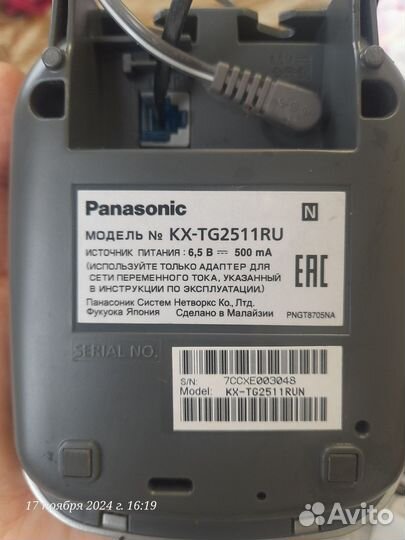 Panasonic
N
МОДЕЛЬ № KX-TG2511RU
ИСТОЧНИК ПИТАНИЯ: 6,5 В ⎓ 500 mA
(ИСПОЛЬЗУЙТЕ ТОЛЬКО АДАПТЕР ДЛЯ
СЕТИ ПЕРЕМЕННОГО ТОКА, УКАЗАННЫЙ
В ИНСТРУКЦИИ ПО ЭКСПЛУАТАЦИИ.)
EAC
Панасоник Систем Нетворкс Ко., Лтд.
Фукуока Япония Сделано в Малайзии
PNGT8705NA
SERIAL NO.
S/N: 7CCXE003048
Model: KX-TG2511RUN
17 ноября 2024 г. 16:19
Avito